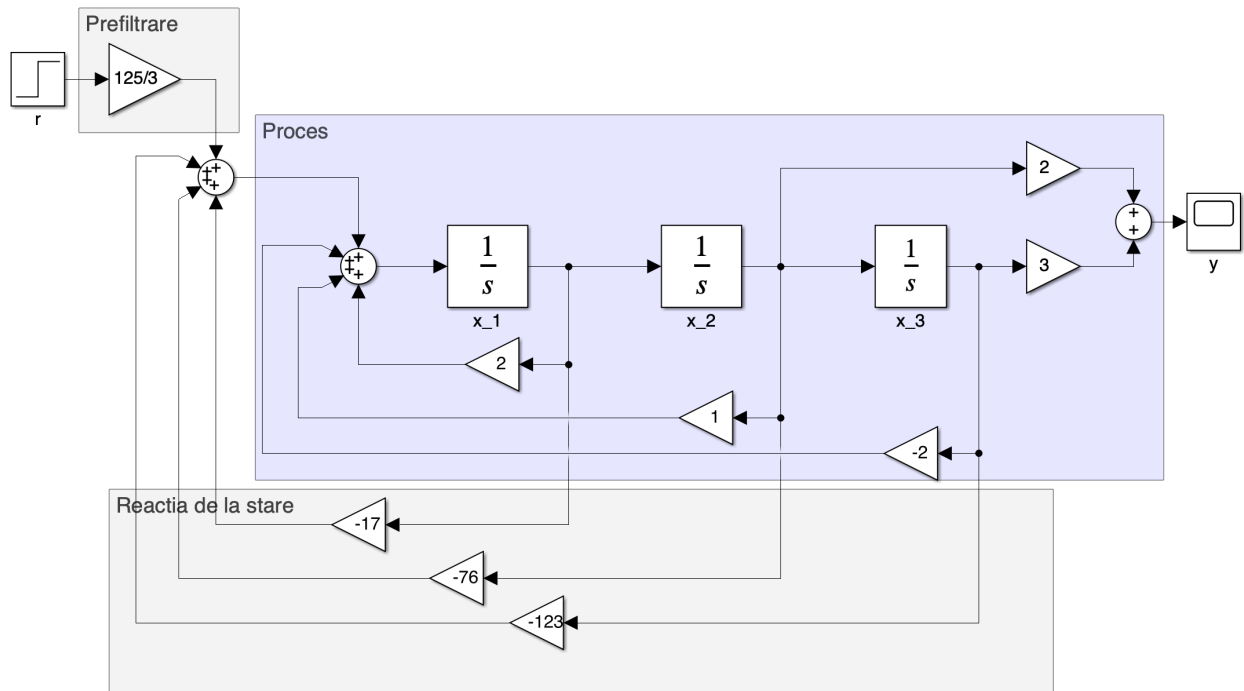 Prefiltrare
125/3
r
Proces
2
y
1
s
x_1
1
s
x_2
1
s
x_3
3
2
1
-2
Reactia de la stare
-17
-76
-123
+
+
+
+
+
+
+
+
+
+